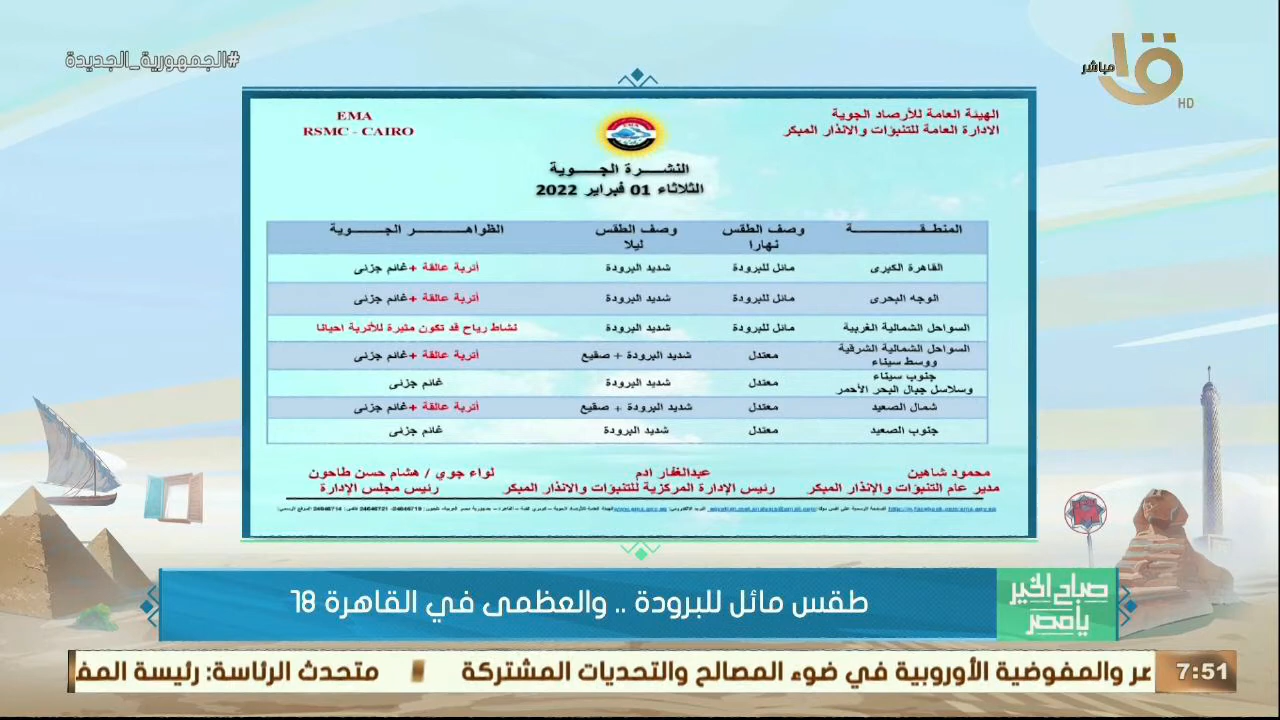 #الجمهورية_الجديدة
مباشر
HD
الهيئة العامة للأرصاد الجوية
الادارة العامة للتنبؤات والانذار المبكر
EMA
RSMC - CAIRO
النشـــرة الجـــوية
الثلاثاء 01 فبراير 2022
المنطقـــــــــة وصف الطقس نهارا وصف الطقس ليلا الظواهـــــــر الجـــــوية
القاهرة الكبرى مائل للبرودة شديد البرودة أتربة عالقة +غائم جزئى
الوجه البحرى مائل للبرودة شديد البرودة أتربة عالقة +غائم جزئى
السواحل الشمالية الغربية مائل للبرودة شديد البرودة نشاط رياح قد تكون مثيرة للأتربة احيانا
السواحل الشمالية الشرقية ووسط سيناء معتدل شديد البرودة + صقيع أتربة عالقة +غائم جزئى
جنوب سيناء وسلاسل جبال البحر الأحمر معتدل شديد البرودة غائم جزئى
شمال الصعيد معتدل شديد البرودة + صقيع أتربة عالقة +غائم جزئى
جنوب الصعيد معتدل شديد البرودة غائم جزئى
محمود شاهين
مدير عام التنبؤات والإنذار المبكر
عبدالغفار ادم
رئيس الإدارة المركزية للتنبؤات والانذار المبكر
لواء جوي / هشام حسن طاحون
رئيس مجلس الإدارة
صباح الخير
يا مصر
طقس مائل للبرودة .. والعظمى في القاهرة 18
7:51
والمفوضية الأوروبية في ضوء المصالح والتحديات المشتركة متحدث الرئاسة: رئيسة